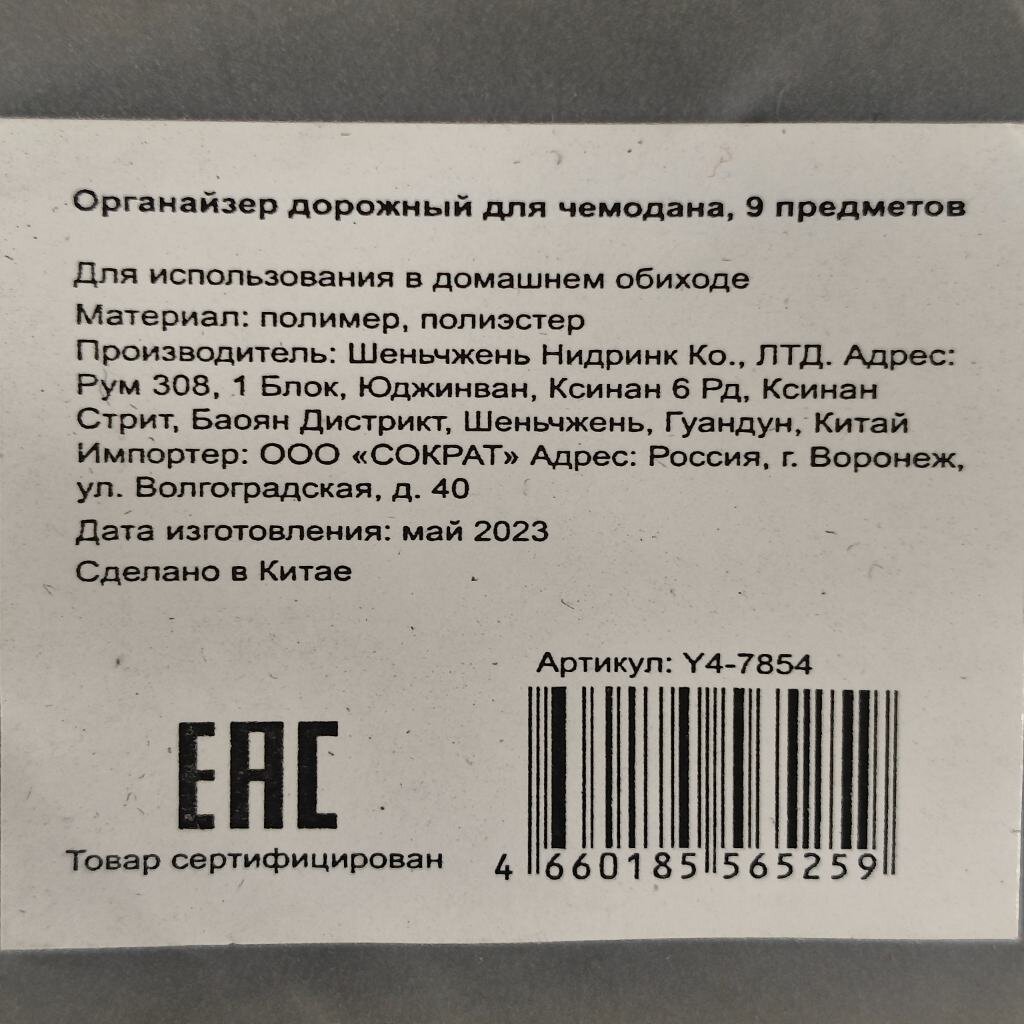 Органайзер дорожный для чемодана, 9 предметов
Для использования в домашнем обиходе
Материал: полимер, полиэстер
Производитель: Шеньчжень Нидринк Ко., ЛТД. Адрес:
Рум 308, 1 Блок, Юджинван, Ксинан 6 Рд, Ксинан
Стрит, Баоян Дистрикт, Шеньчжень, Гуандун, Китай
Импортер: ООО «СОКРАТ» Адрес: Россия, г. Воронеж,
ул. Волгоградская, д. 40
Дата изготовления: май 2023
Сделано в Китае
Артикул: Y4-7854
EAC
Товар сертифицирован
4 660185 565259